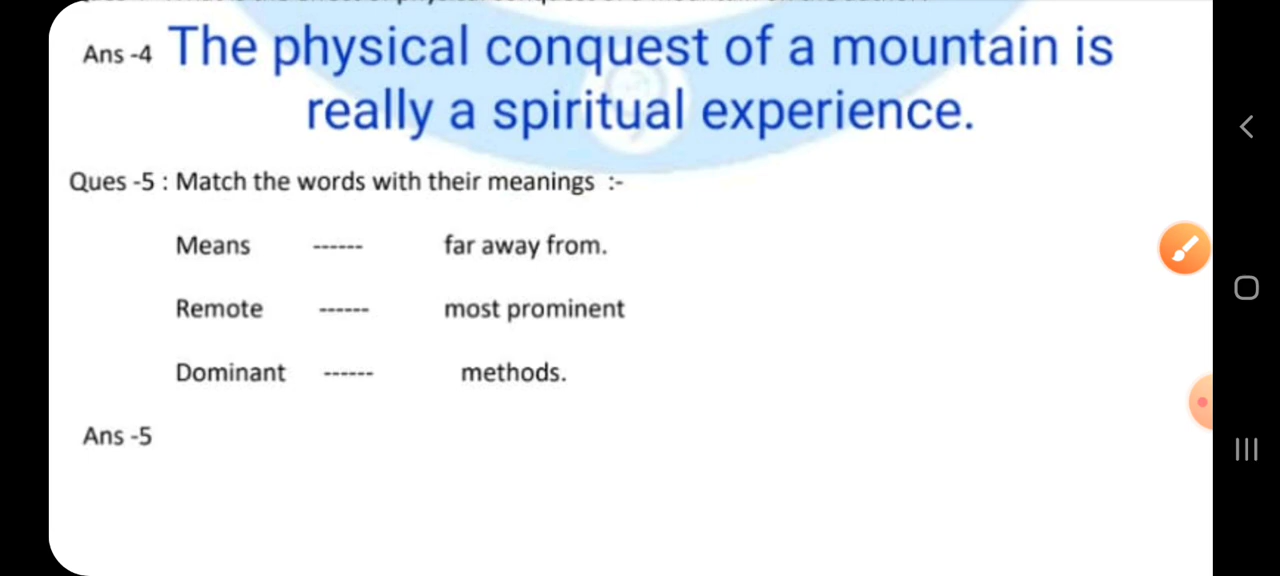 Ans -4 The physical conquest of a mountain is
really a spiritual experience.
Ques -5 : Match the words with their meanings :-
Means ------ far away from.
Remote ------ most prominent
Dominant ------ methods.
Ans -5